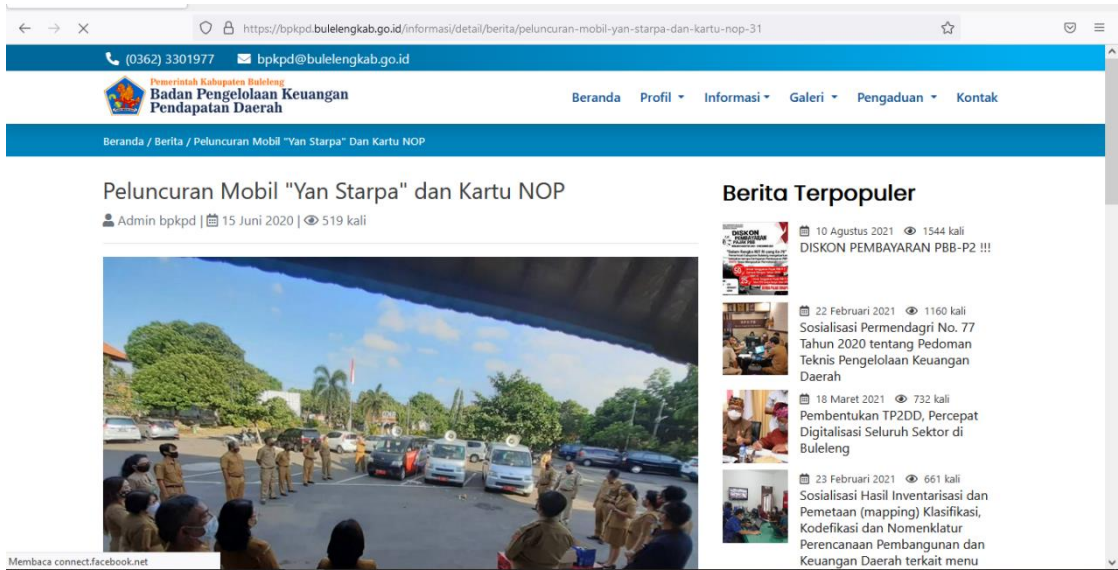 https://bpkpd.bulelengkab.go.id/informasi/detail/berita/peluncuran-mobil-yan-starpa-dan-kartu-nop-31
(0362) 3301977 bpkpd@bulelengkab.go.id
Pemerintah Kabupaten Buleleng
Badan Pengelolaan Keuangan
Pendapatan Daerah
Beranda Profil Informasi Galeri Pengaduan Kontak
Beranda / Berita / Peluncuran Mobil "Yan Starpa" Dan Kartu NOP
Peluncuran Mobil "Yan Starpa" dan Kartu NOP
Admin bpkpd | 15 Juni 2020 | 519 kali
Berita Terpopuler
10 Agustus 2021 1544 kali
DISKON PEMBAYARAN PBB-P2 !!!
22 Februari 2021 1160 kali
Sosialisasi Permendagri No. 77
Tahun 2020 tentang Pedoman
Teknis Pengelolaan Keuangan
Daerah
18 Maret 2021 732 kali
Pembentukan TP2DD, Percepat
Digitalisasi Seluruh Sektor di
Buleleng
23 Februari 2021 661 kali
Sosialisasi Hasil Inventarisasi dan
Pemetaan (mapping) Klasifikasi,
Kodefikasi dan Nomenklatur
Perencanaan Pembangunan dan
Keuangan Daerah terkait menu
Membaca connect.facebook.net